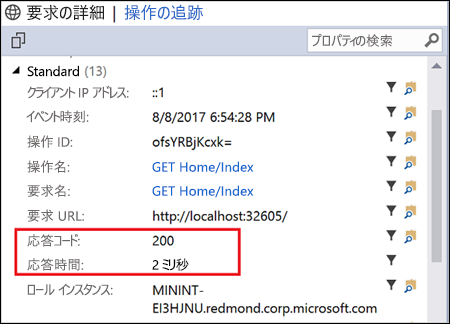 要求の詳細 | 操作の追跡
プロパティの検索
Standard (13)
クライアント IP アドレス: ::1
イベント時刻: 8/8/2017 6:54:28 PM
操作 ID: ofsYRBjKcxk=
操作名: GET Home/Index
要求名: GET Home/Index
要求 URL: http://localhost:32605/
応答コード: 200
応答時間: 2 ミリ秒
ロール インスタンス: MININT-
EI3HJNU.redmond.corp.microsoft.com